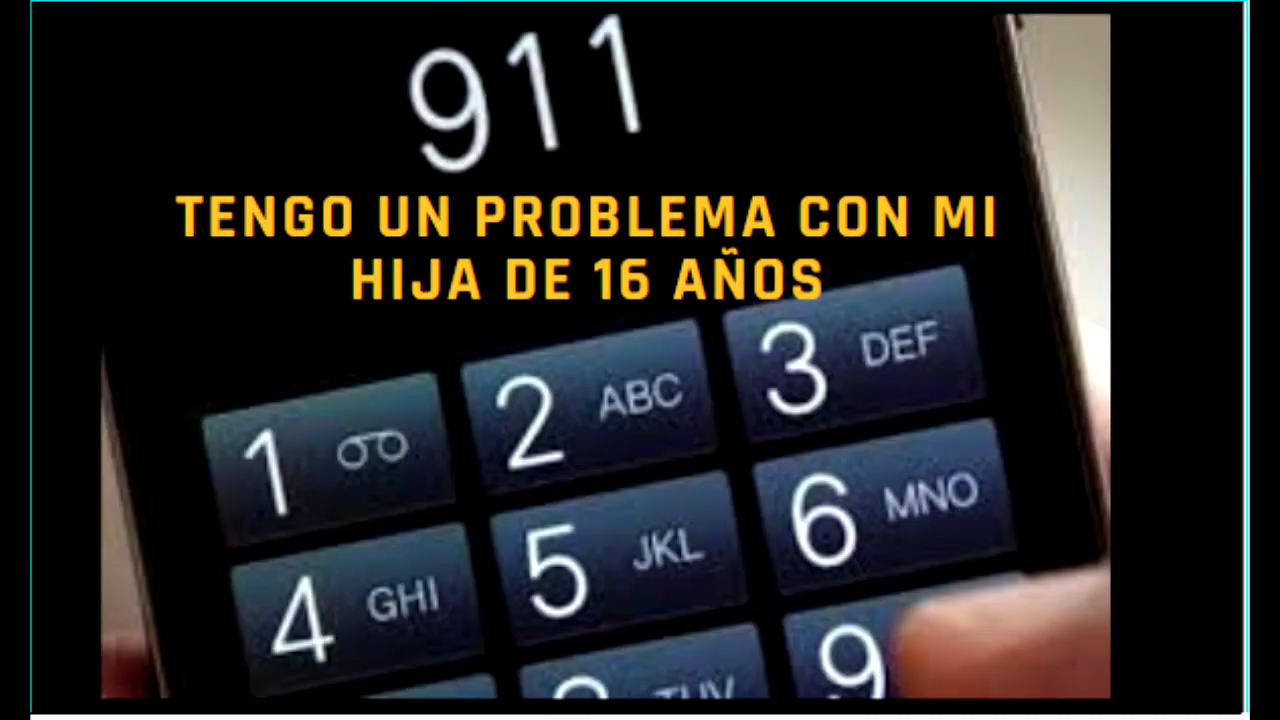 911
TENGO UN PROBLEMA CON MI
HIJA DE 16 AÑOS
1
2 ABC
3 DEF
4 GHI
5 JKL
6 MNO
TUV
9